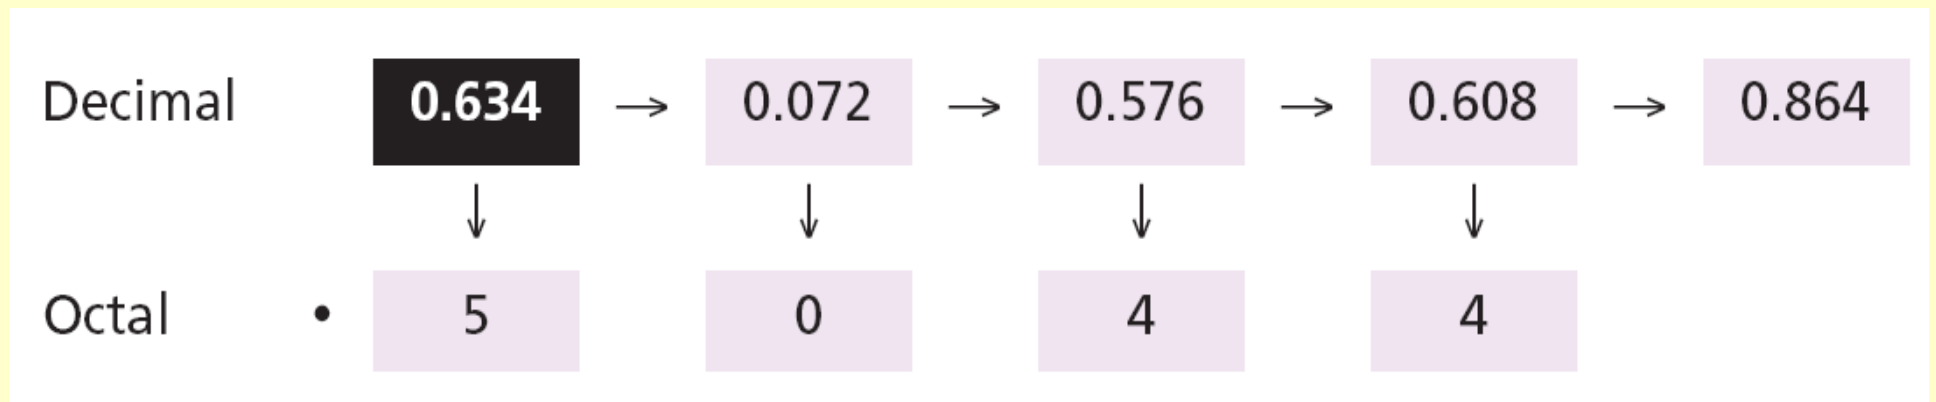 Decimal 0.634 → 0.072 → 0.576 → 0.608 → 0.864
↓ ↓ ↓ ↓
Octal • 5 0 4 4